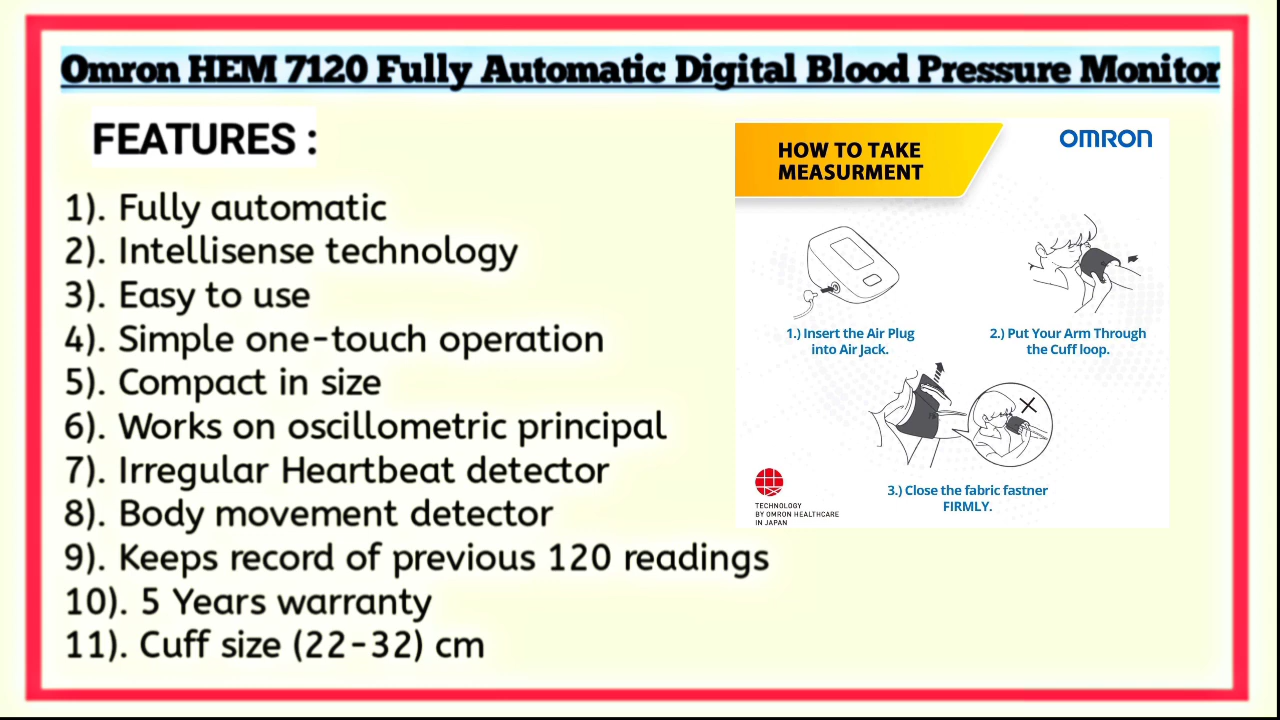 Omron HEM 7120 Fully Automatic Digital Blood Pressure Monitor
FEATURES :
1). Fully automatic
2). Intellisense technology
3). Easy to use
4). Simple one-touch operation
5). Compact in size
6). Works on oscillometric principal
7). Irregular Heartbeat detector
8). Body movement detector
9). Keeps record of previous 120 readings
10). 5 Years warranty
11). Cuff size (22-32) cm
HOW TO TAKE
MEASURMENT
OMRON
1.) Insert the Air Plug
into Air Jack.
2.) Put Your Arm Through
the Cuff loop.
3.) Close the fabric fastner
FIRMLY.
TECHNOLOGY
BY OMRON HEALTHCARE
IN JAPAN